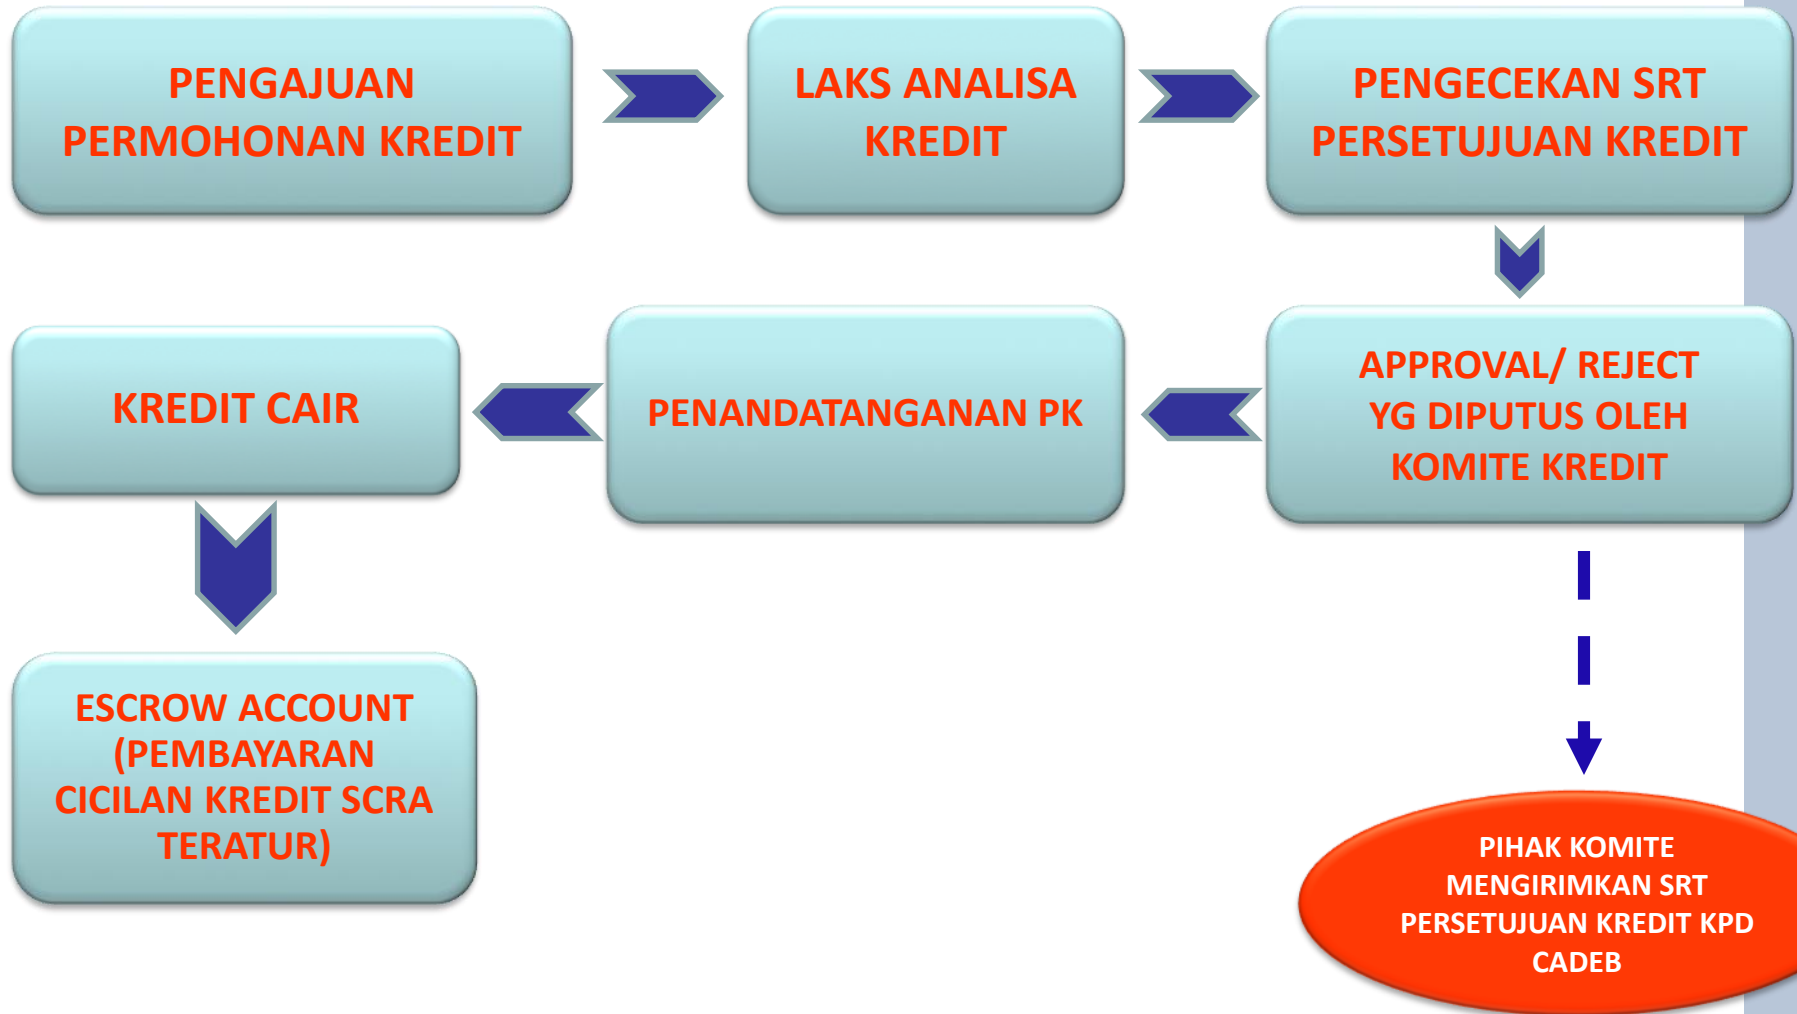 PENGAJUAN
PERMOHONAN KREDIT
LAKS ANALISA
KREDIT
PENGECEKAN SRT
PERSETUJUAN KREDIT
APPROVAL/ REJECT
YG DIPUTUS OLEH
KOMITE KREDIT
PENANDATANGANAN PK
KREDIT CAIR
ESCROW ACCOUNT
(PEMBAYARAN
CICILAN KREDIT SCRA
TERATUR)
PIHAK KOMITE
MENGIRIMKAN SRT
PERSETUJUAN KREDIT KPD
CADEB